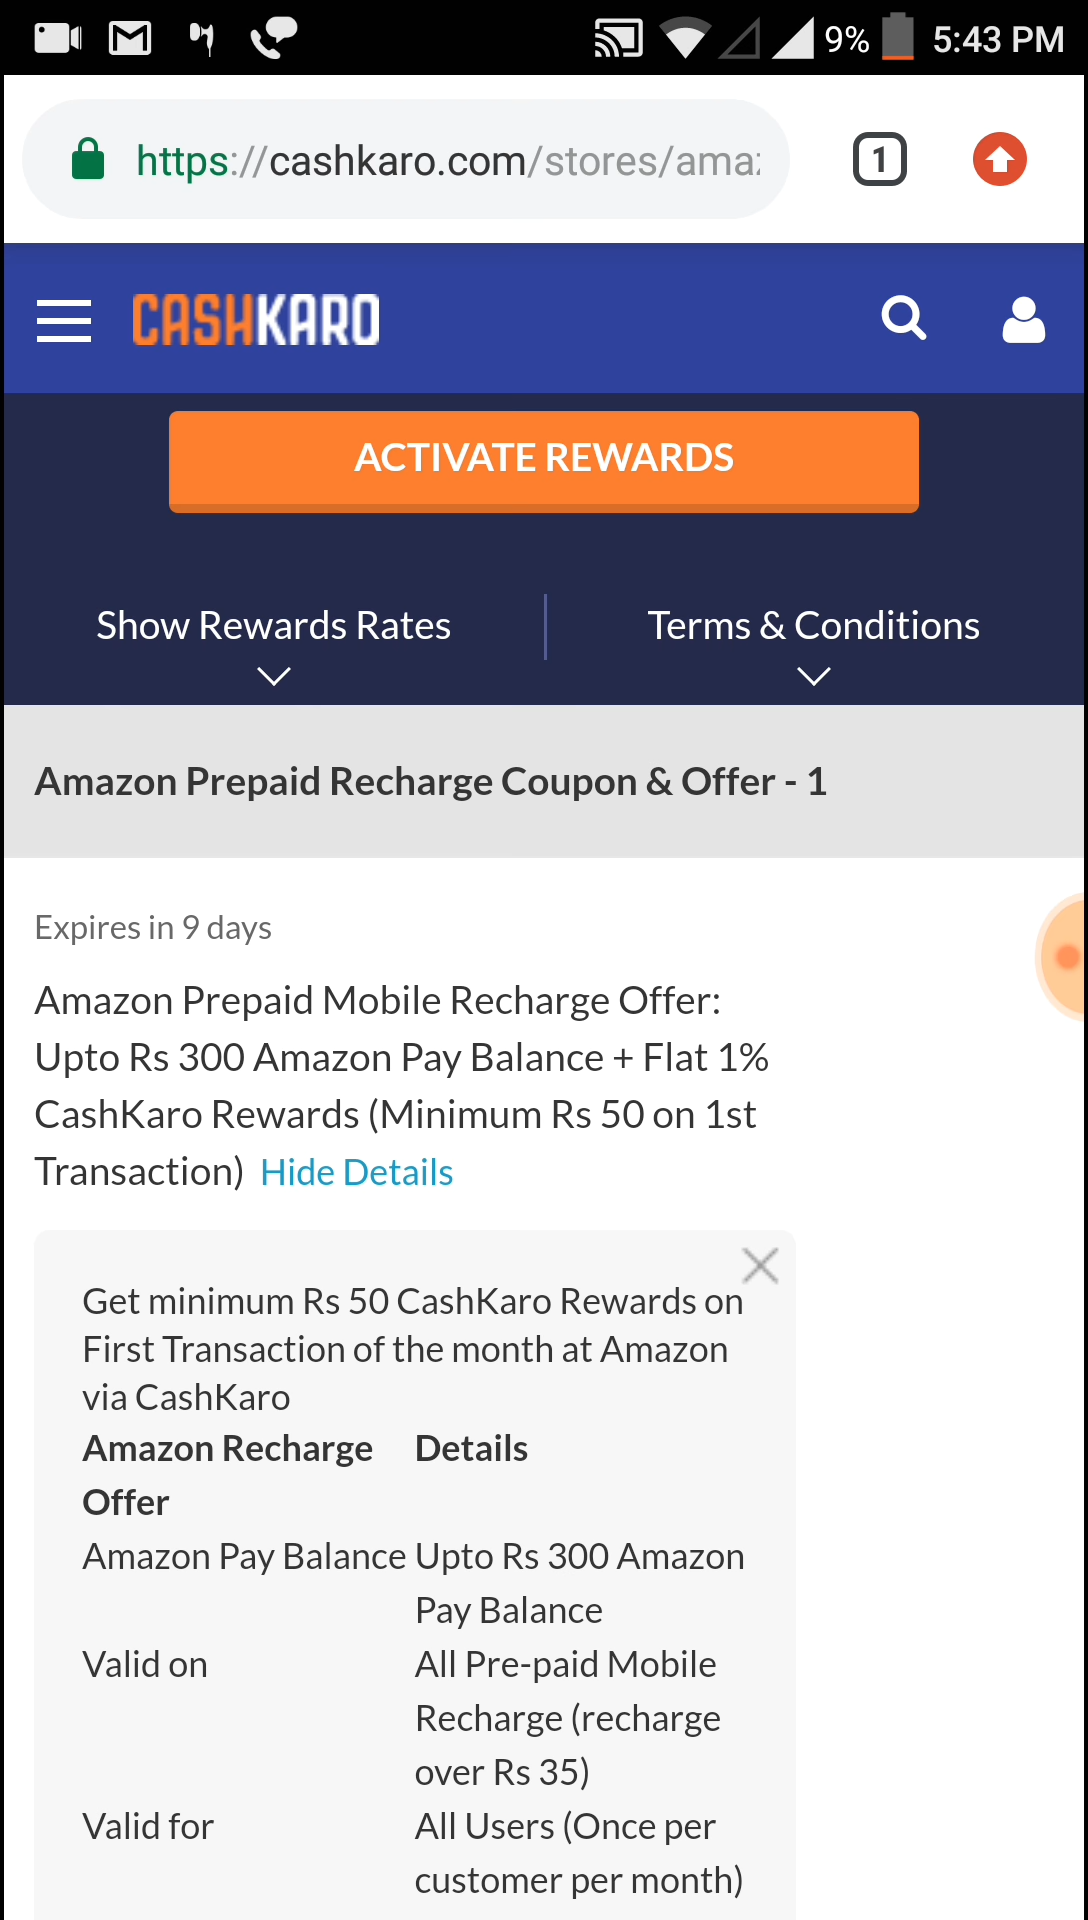 9% 5:43 PM
https://cashkaro.com/stores/ama
1
CASHKARO
ACTIVATE REWARDS
Show Rewards Rates
Terms & Conditions
Amazon Prepaid Recharge Coupon & Offer - 1
Expires in 9 days
Amazon Prepaid Mobile Recharge Offer:
Upto Rs 300 Amazon Pay Balance + Flat 1%
CashKaro Rewards (Minimum Rs 50 on 1st
Transaction) Hide Details
Get minimum Rs 50 CashKaro Rewards on
First Transaction of the month at Amazon
via CashKaro
Amazon Recharge Details
Offer
Amazon Pay Balance Upto Rs 300 Amazon
Pay Balance
Valid on All Pre-paid Mobile
Recharge (recharge
over Rs 35)
Valid for All Users (Once per
customer per month)